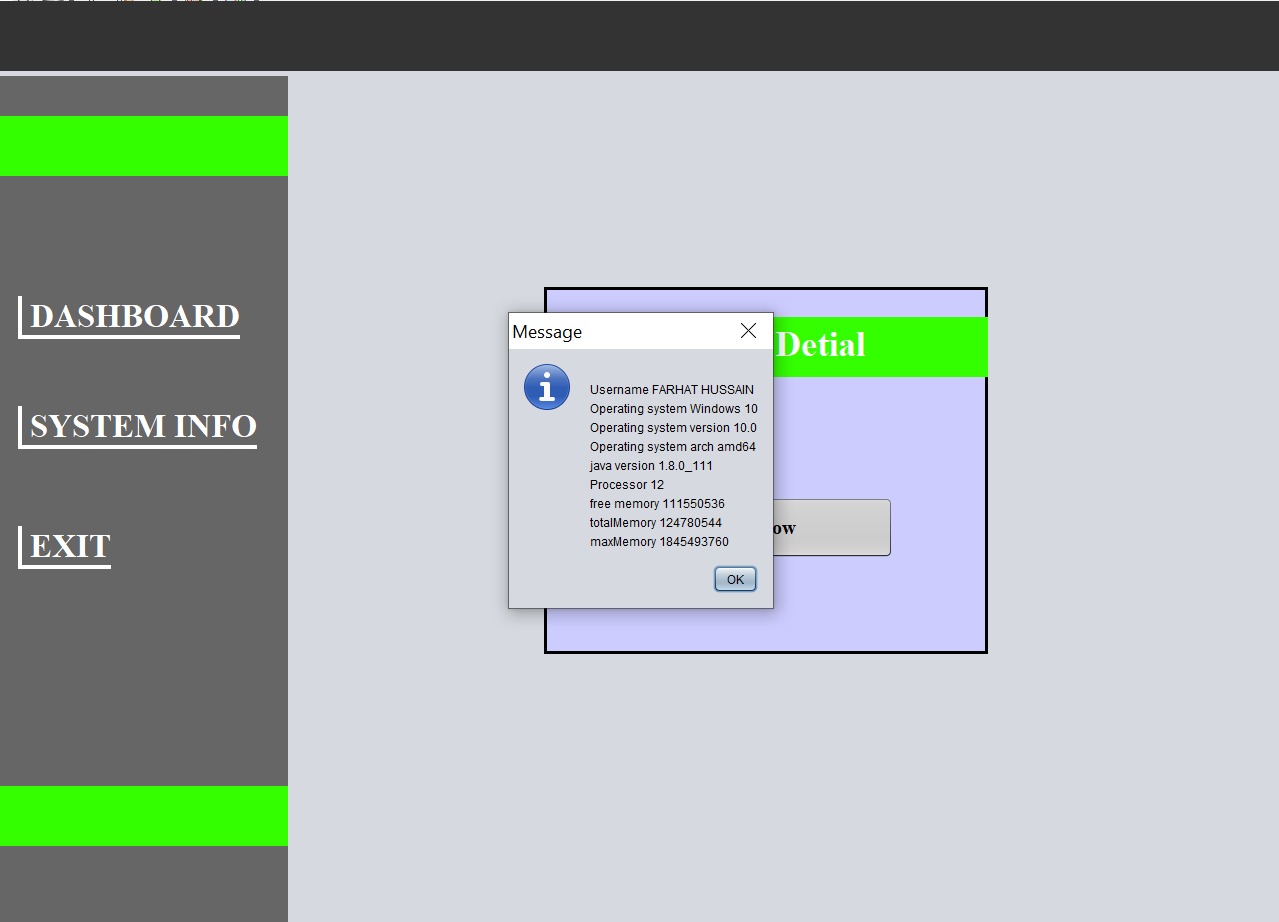 DASHBOARD
SYSTEM INFO
EXIT
Detial
Message
Username FARHAT HUSSAIN
Operating system Windows 10
Operating system version 10.0
Operating system arch amd64
java version 1.8.0_111
Processor 12
free memory 111550536
totalMemory 124780544
maxMemory 1845493760
ow
OK